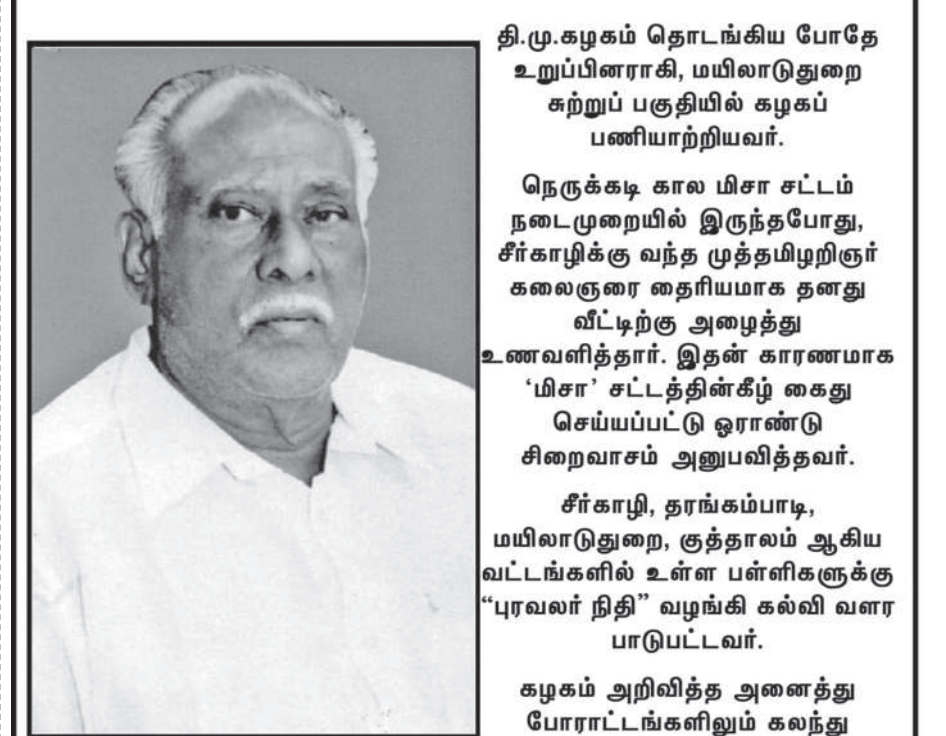 தி.மு.கழகம் தொடங்கிய போதே
உறுப்பினராகி, மயிலாடுதுறை
சுற்றுப் பகுதியில் கழகப்
பணியாற்றியவர்.
நெருக்கடி கால மிசா சட்டம்
நடைமுறையில் இருந்தபோது,
சீர்காழிக்கு வந்த முத்தமிழறிஞர்
கலைஞரை தைரியமாக தனது
வீட்டிற்கு அழைத்து
உணவளித்தார். இதன் காரணமாக
‘மிசா’ சட்டத்தின்கீழ் கைது
செய்யப்பட்டு ஓராண்டு
சிறைவாசம் அனுபவித்தவர்.
சீர்காழி, தரங்கம்பாடி,
மயிலாடுதுறை, குத்தாலம் ஆகிய
வட்டங்களில் உள்ள பள்ளிகளுக்கு
“புரவலர் நிதி” வழங்கி கல்வி வளர
பாடுபட்டவர்.
கழகம் அறிவித்த அனைத்து
போராட்டங்களிலும் கலந்து